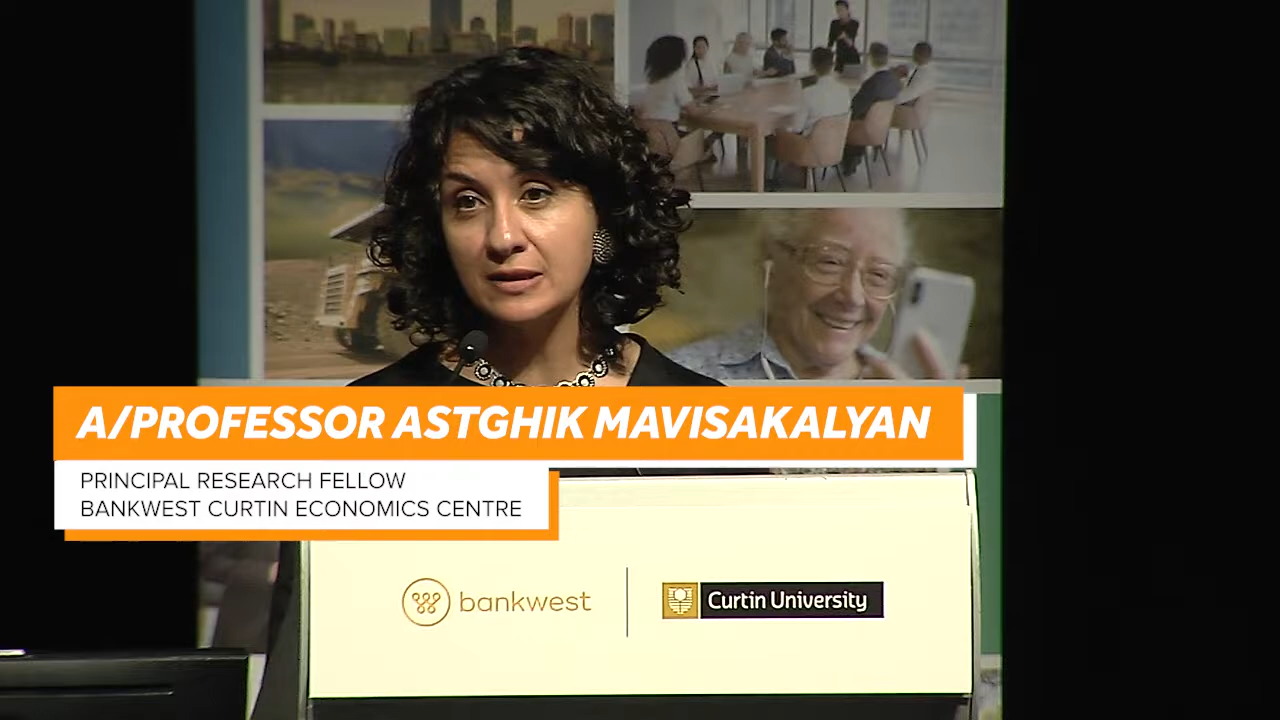 A/PROFESSOR ASTGHIK MAVISAKALYAN
PRINCIPAL RESEARCH FELLOW
BANKWEST CURTIN ECONOMICS CENTRE
bankwest
Curtin University